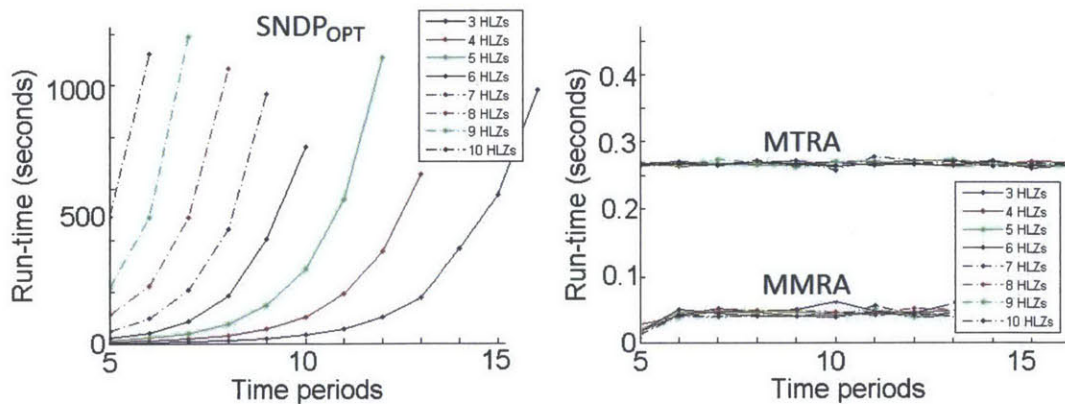 SNDPOPT
3 HLZs
4 HLZs
5 HLZs
6 HLZs
7 HLZs
8 HLZs
9 HLZs
10 HLZs
Run-time (seconds)
1000
500
0
5
10
15
Time periods
MTRA
MMRA
3 HLZs
4 HLZs
5 HLZs
6 HLZs
7 HLZs
8 HLZs
9 HLZs
10 HLZs
Run-time (seconds)
0.4
0.3
0.2
0.1
0
5
10
15
Time periods